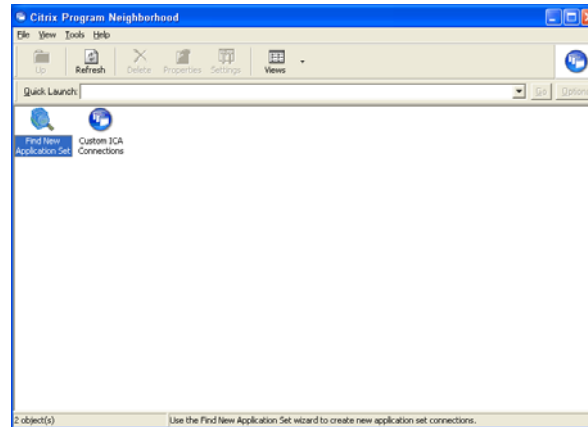 Citrix Program Neighborhood
File View Tools Help
Up Refresh Delete Properties Settings Views
Quick Launch: Go Options
Find New Application Set
Custom ICA Connections
2 object(s) Use the Find New Application Set wizard to create new application set connections.